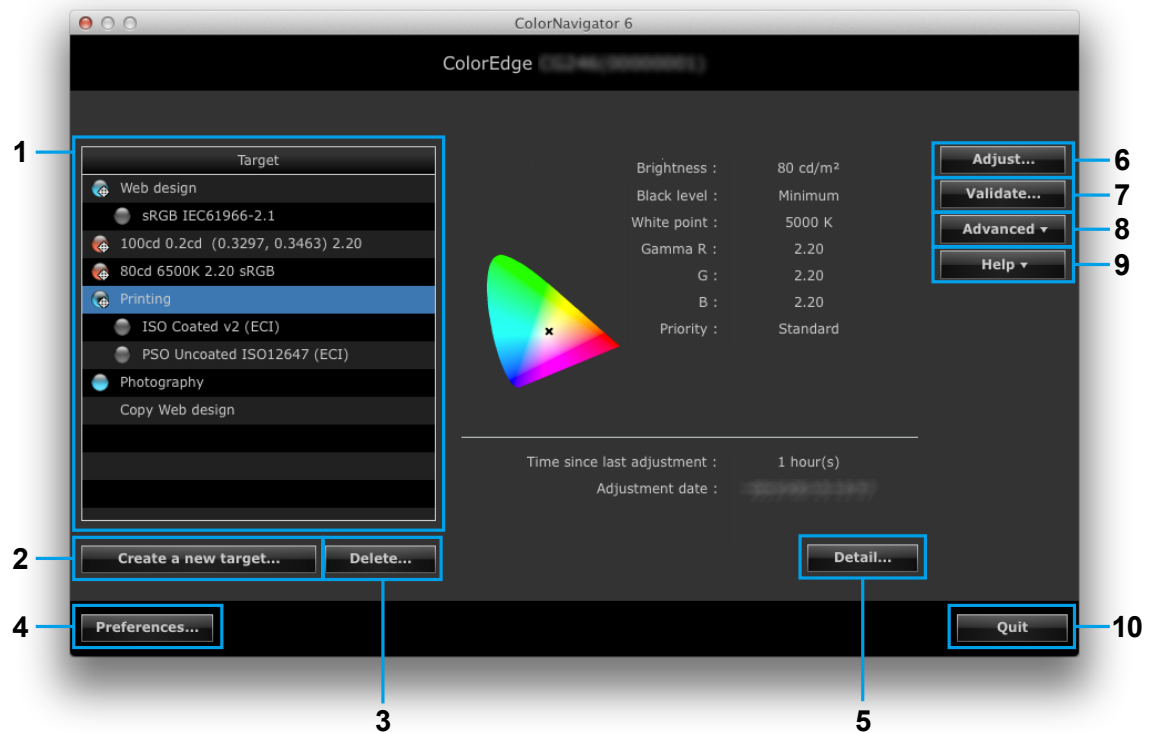 ColorNavigator 6
ColorEdge
1
Target
Web design
sRGB IEC61966-2.1
100cd 0.2cd (0.3297, 0.3463) 2.20
80cd 6500K 2.20 sRGB
Printing
ISO Coated v2 (ECI)
PSO Uncoated ISO12647 (ECI)
Photography
Copy Web design
Brightness : 80 cd/m²
Black level : Minimum
White point : 5000 K
Gamma R : 2.20
G : 2.20
B : 2.20
Priority : Standard
Time since last adjustment : 1 hour(s)
Adjustment date :
Adjust... 6
Validate... 7
Advanced ▾ 8
Help ▾ 9
2 Create a new target... Delete... Detail...
4 Preferences... Quit 10
3 5